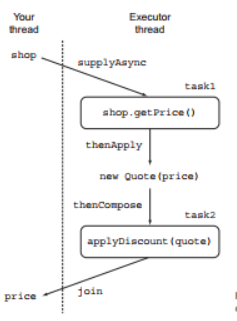 Your thread
Executor thread
shop
supplyAsync
task1
shop.getPrice()
thenApply
new Quote(price)
thenCompose
task2
applyDiscount(quote)
price
join